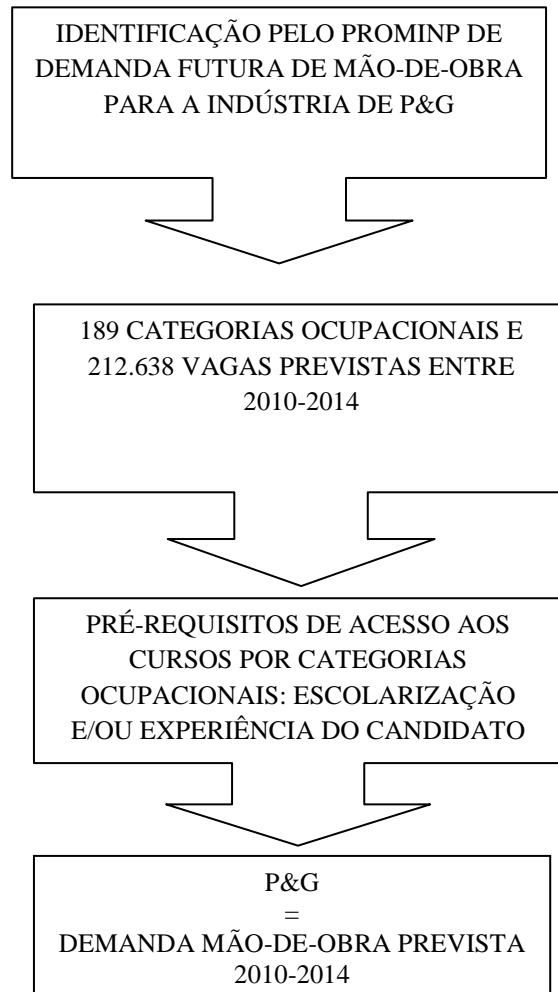 IDENTIFICAÇÃO PELO PROMINP DE
DEMANDA FUTURA DE MÃO-DE-OBRA
PARA A INDÚSTRIA DE P&G
189 CATEGORIAS OCUPACIONAIS E
212.638 VAGAS PREVISTAS ENTRE
2010-2014
PRÉ-REQUISITOS DE ACESSO AOS
CURSOS POR CATEGORIAS
OCUPACIONAIS: ESCOLARIZAÇÃO
E/OU EXPERIÊNCIA DO CANDIDATO
P&G
=
DEMANDA MÃO-DE-OBRA PREVISTA
2010-2014